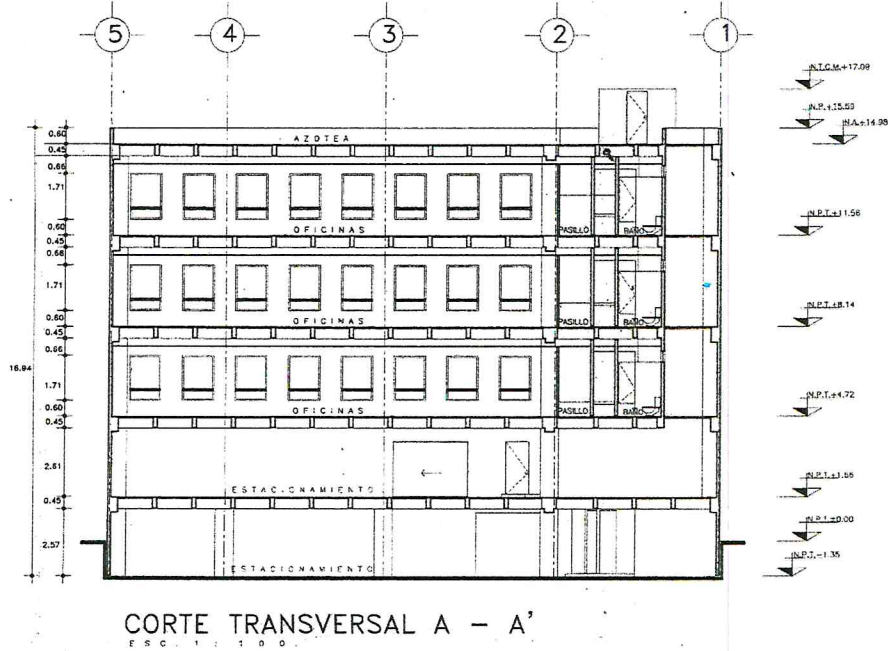 5 4 3 2 1
N.T.C.M.+17.09
N.P.+15.59
N.A.+14.98
0.60
AZOTEA
0.45
0.66
1.71
N.P.T.+11.56
0.60
OFICINAS
PASILLO
BAÑO
0.45
0.66
1.71
N.P.T.+8.14
0.60
OFICINAS
PASILLO
BAÑO
0.45
0.66
16.94
1.71
N.P.T.+4.72
0.60
OFICINAS
PASILLO
BAÑO
0.45
2.61
N.P.T.+1.56
ESTACIONAMIENTO
0.45
N.P.T.±0.00
2.57
N.P.T.-1.35
ESTACIONAMIENTO
CORTE TRANSVERSAL A - A'
ESC. 1 : 100